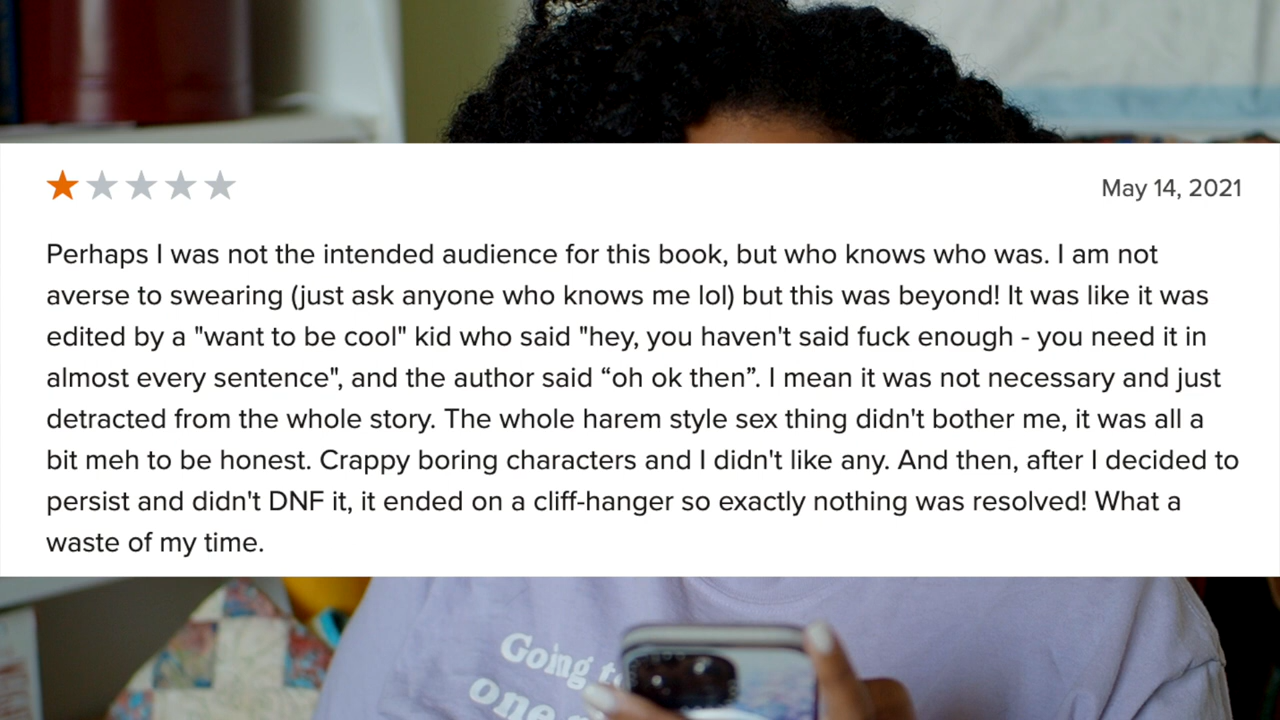 May 14, 2021
Perhaps I was not the intended audience for this book, but who knows who was. I am not
averse to swearing (just ask anyone who knows me lol) but this was beyond! It was like it was
edited by a "want to be cool" kid who said "hey, you haven't said fuck enough - you need it in
almost every sentence", and the author said “oh ok then”. I mean it was not necessary and just
detracted from the whole story. The whole harem style sex thing didn't bother me, it was all a
bit meh to be honest. Crappy boring characters and I didn't like any. And then, after I decided to
persist and didn't DNF it, it ended on a cliff-hanger so exactly nothing was resolved! What a
waste of my time.
Going
one